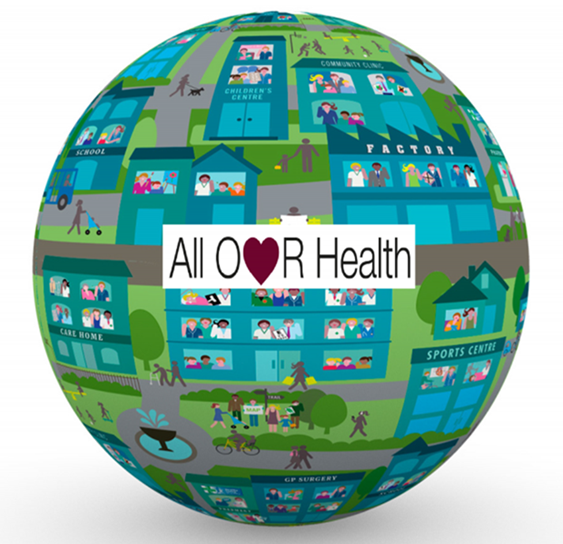 CHILDREN'S
CENTRE
COMMUNITY CLINIC
SCHOOL
FACTORY
All O♥R Health
CARE HOME
SPORTS CENTRE
GP SURGERY